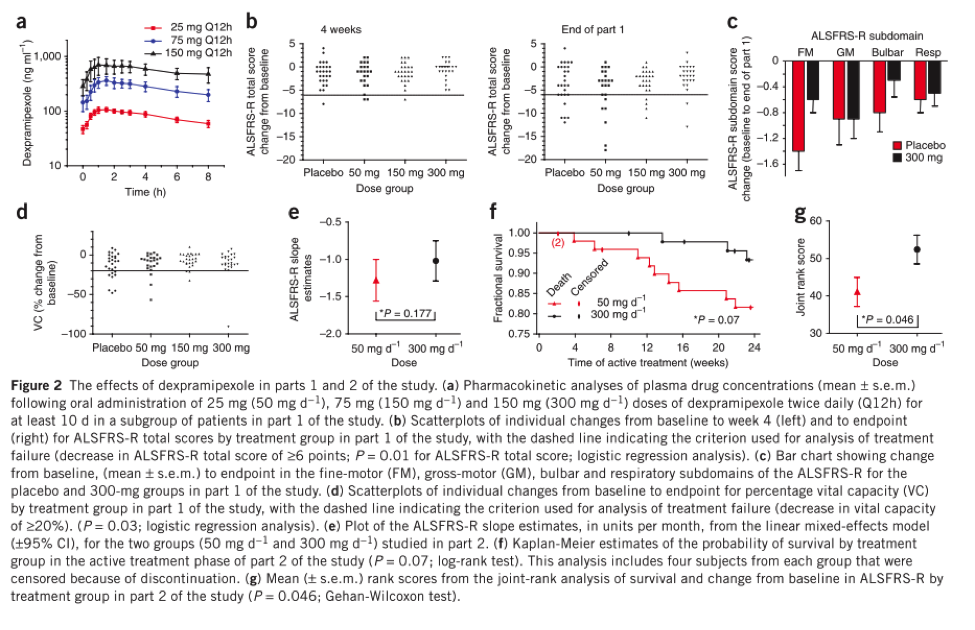 a
25 mg Q12h
75 mg Q12h
150 mg Q12h
Dexpramipexole (ng ml–1)
1,000
100
10
0 2 4 6 8
Time (h)
b
4 weeks
ALSFRS-R total score
change from baseline
5
0
−5
−10
−15
−20
Placebo 50 mg 150 mg 300 mg
Dose group
End of part 1
ALSFRS-R total score
change from baseline
5
0
−5
−10
−15
−20
Placebo 50 mg 150 mg 300 mg
Dose group
c
ALSFRS-R subdomain
FM GM Bulbar Resp
ALSFRS-R subdomain score
change (baseline to end of part 1)
0
−0.4
−0.8
−1.2
−1.6
Placebo
300 mg
d
VC (% change from
baseline)
0
−50
−100
Placebo 50 mg 150 mg 300 mg
Dose group
e
ALSFRS-R slope
estimates
−0.5
−1.0
−1.5
−2.0
*P = 0.177
50 mg d–1 300 mg d–1
Dose
f
Fractional survival
1.00
0.95
0.90
0.85
0.80
0.75
(2)
Death
Censored
50 mg d–1
300 mg d–1
*P = 0.07
0 4 8 12 16 20 24
Time of active treatment (weeks)
g
Joint rank score
60
50
40
30
*P = 0.046
50 mg d–1 300 mg d–1
Dose
Figure 2 The effects of dexpramipexole in parts 1 and 2 of the study. (a) Pharmacokinetic analyses of plasma drug concentrations (mean ± s.e.m.)
following oral administration of 25 mg (50 mg d–1), 75 mg (150 mg d–1) and 150 mg (300 mg d–1) doses of dexpramipexole twice daily (Q12h) for
at least 10 d in a subgroup of patients in part 1 of the study. (b) Scatterplots of individual changes from baseline to week 4 (left) and to endpoint
(right) for ALSFRS-R total scores by treatment group in part 1 of the study, with the dashed line indicating the criterion used for analysis of treatment
failure (decrease in ALSFRS-R total score of ≥6 points; P = 0.01 for ALSFRS-R total score; logistic regression analysis). (c) Bar chart showing change
from baseline, (mean ± s.e.m.) to endpoint in the fine-motor (FM), gross-motor (GM), bulbar and respiratory subdomains of the ALSFRS-R for the
placebo and 300-mg groups in part 1 of the study. (d) Scatterplots of individual changes from baseline to endpoint for percentage vital capacity (VC)
by treatment group in part 1 of the study, with the dashed line indicating the criterion used for analysis of treatment failure (decrease in vital capacity
of ≥20%). (P = 0.03; logistic regression analysis). (e) Plot of the ALSFRS-R slope estimates, in units per month, from the linear mixed-effects model
(±95% CI), for the two groups (50 mg d–1 and 300 mg d–1) studied in part 2. (f) Kaplan-Meier estimates of the probability of survival by treatment
group in the active treatment phase of part 2 of the study (P = 0.07; log-rank test). This analysis includes four subjects from each group that were
censored because of discontinuation. (g) Mean (± s.e.m.) rank scores from the joint-rank analysis of survival and change from baseline in ALSFRS-R by
treatment group in part 2 of the study (P = 0.046; Gehan-Wilcoxon test).